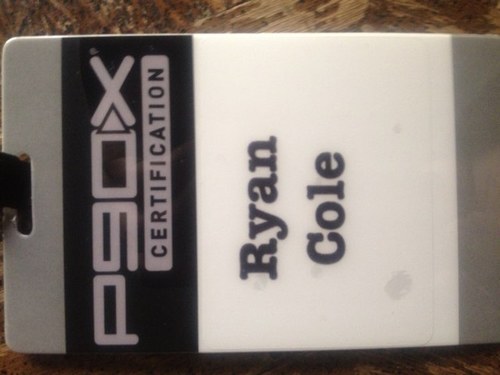 P90X®
CERTIFICATION
Ryan
Cole